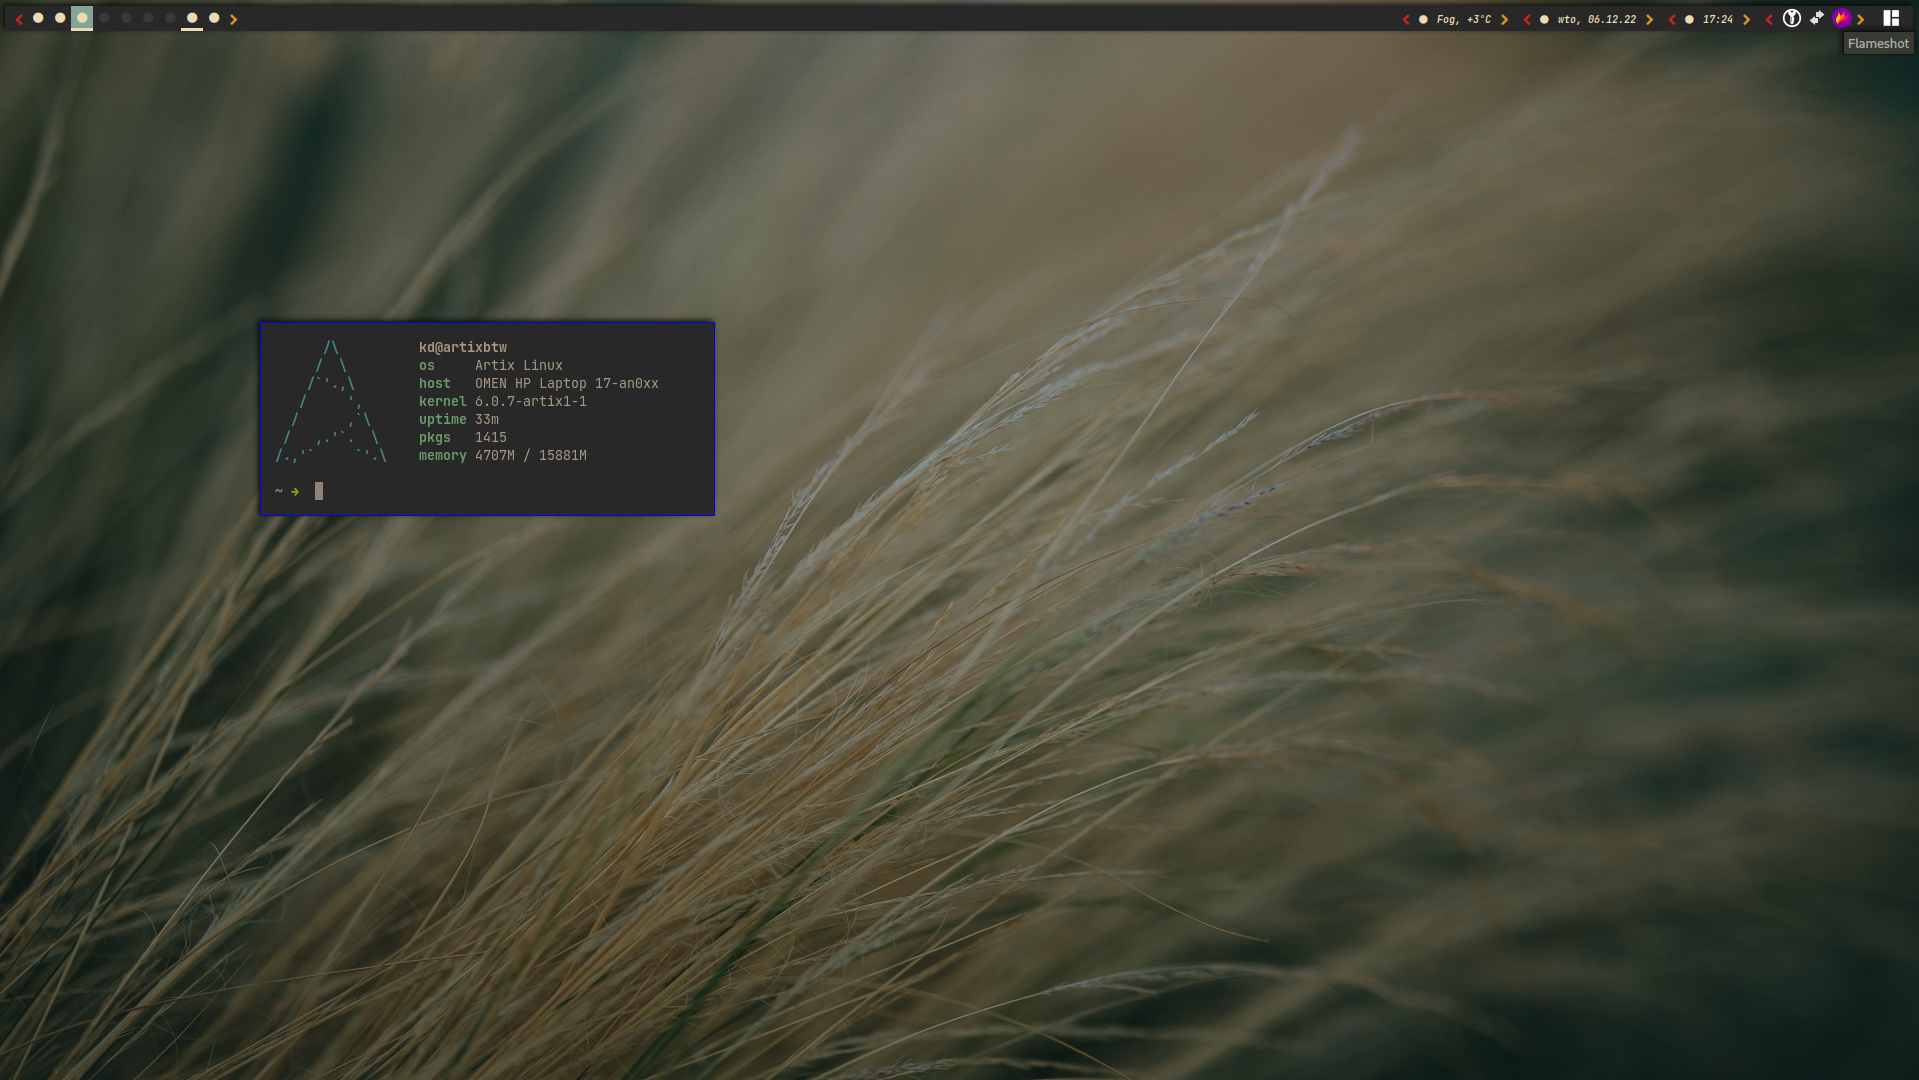 Fog, +3°C
wto, 06.12.22
17:24
Flameshot
kd@artixbtw
os Artix Linux
host OMEN HP Laptop 17-an0xx
kernel 6.0.7-artix1-1
uptime 33m
pkgs 1415
memory 4707M / 15881M
~ →